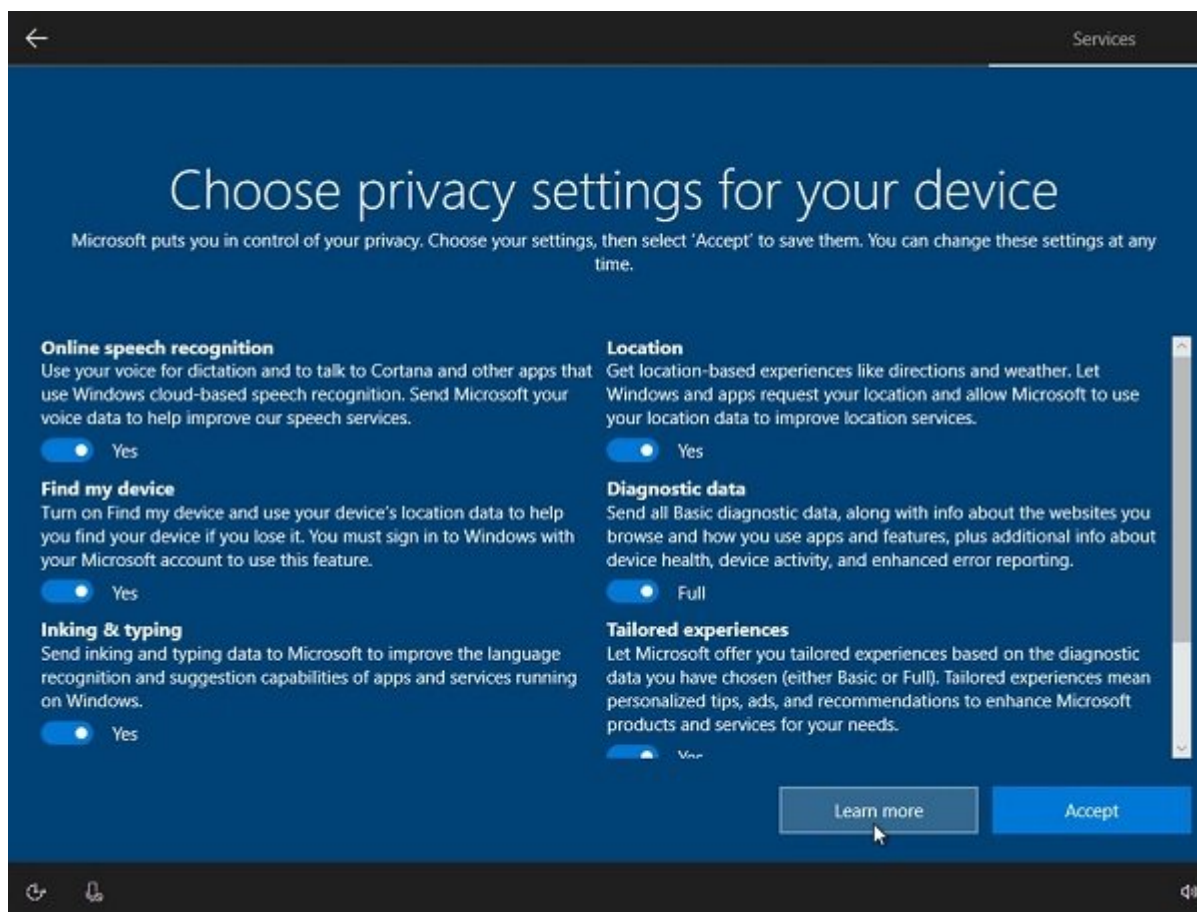 Services
Choose privacy settings for your device
Microsoft puts you in control of your privacy. Choose your settings, then select 'Accept' to save them. You can change these settings at any
time.
Online speech recognition
Use your voice for dictation and to talk to Cortana and other apps that
use Windows cloud-based speech recognition. Send Microsoft your
voice data to help improve our speech services.
Yes
Location
Get location-based experiences like directions and weather. Let
Windows and apps request your location and allow Microsoft to use
your location data to improve location services.
Yes
Find my device
Turn on Find my device and use your device's location data to help
you find your device if you lose it. You must sign in to Windows with
your Microsoft account to use this feature.
Yes
Diagnostic data
Send all Basic diagnostic data, along with info about the websites you
browse and how you use apps and features, plus additional info about
device health, device activity, and enhanced error reporting.
Full
Inking & typing
Send inking and typing data to Microsoft to improve the language
recognition and suggestion capabilities of apps and services running
on Windows.
Yes
Tailored experiences
Let Microsoft offer you tailored experiences based on the diagnostic
data you have chosen (either Basic or Full). Tailored experiences mean
personalized tips, ads, and recommendations to enhance Microsoft
products and services for your needs.
Yes
Learn more
Accept